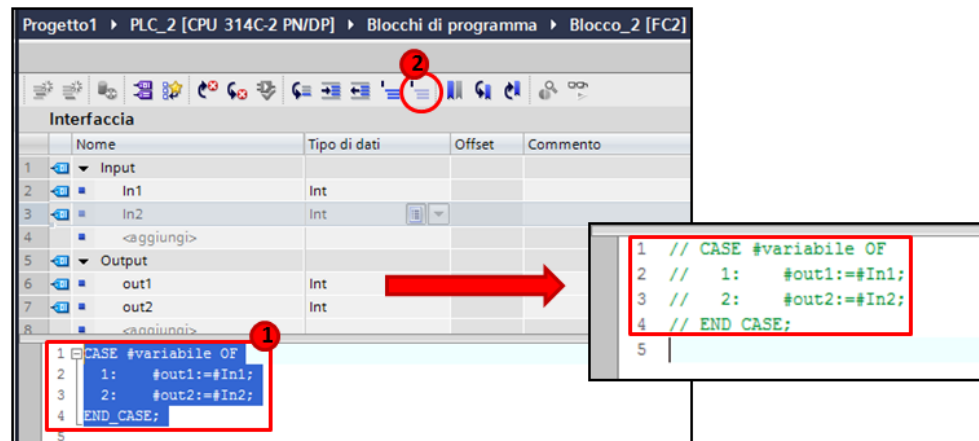 Progetto1 ▸ PLC_2 [CPU 314C-2 PN/DP] ▸ Blocchi di programma ▸ Blocco_2 [FC2]
2
Interfaccia
Nome Tipo di dati Offset Commento
1 Input
2 In1 Int
3 In2 Int
4 <aggiungi>
5 Output
6 out1 Int
7 out2 Int
8 <aggiungi>
1
1 CASE #variabile OF
2 1: #out1:=#In1;
3 2: #out2:=#In2;
4 END_CASE;
5
1 // CASE #variabile OF
2 // 1: #out1:=#In1;
3 // 2: #out2:=#In2;
4 // END_CASE;
5